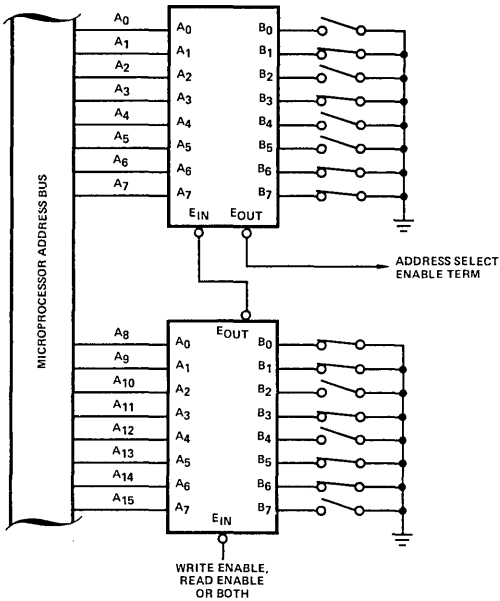 MICROPROCESSOR ADDRESS BUS
A0 A0 B0
A1 A1 B1
A2 A2 B2
A3 A3 B3
A4 A4 B4
A5 A5 B5
A6 A6 B6
A7 A7 B7
EIN EOUT
ADDRESS SELECT
ENABLE TERM
EOUT
A8 A0 B0
A9 A1 B1
A10 A2 B2
A11 A3 B3
A12 A4 B4
A13 A5 B5
A14 A6 B6
A15 A7 B7
EIN
WRITE ENABLE,
READ ENABLE
OR BOTH